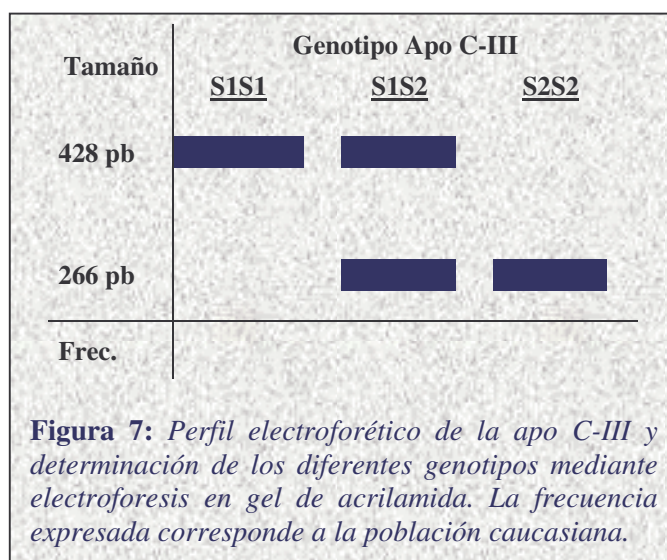 Genotipo Apo C-III
Tamaño
S1S1 S1S2 S2S2
428 pb
266 pb
Frec.
Figura 7: Perfil electroforético de la apo C-III y
determinación de los diferentes genotipos mediante
electroforesis en gel de acrilamida. La frecuencia
expresada corresponde a la población caucasiana.